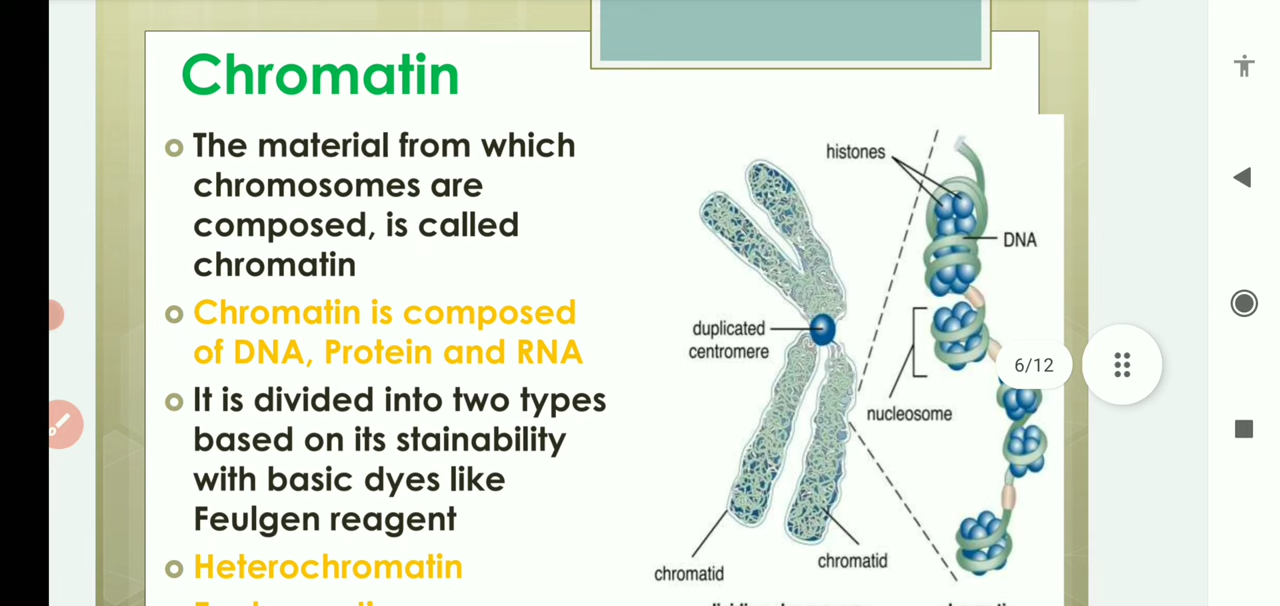 Chromatin
The material from which
chromosomes are
composed, is called
chromatin
Chromatin is composed
of DNA, Protein and RNA
It is divided into two types
based on its stainability
with basic dyes like
Feulgen reagent
Heterochromatin
histones
DNA
duplicated
centromere
6/12
nucleosome
chromatid
chromatid